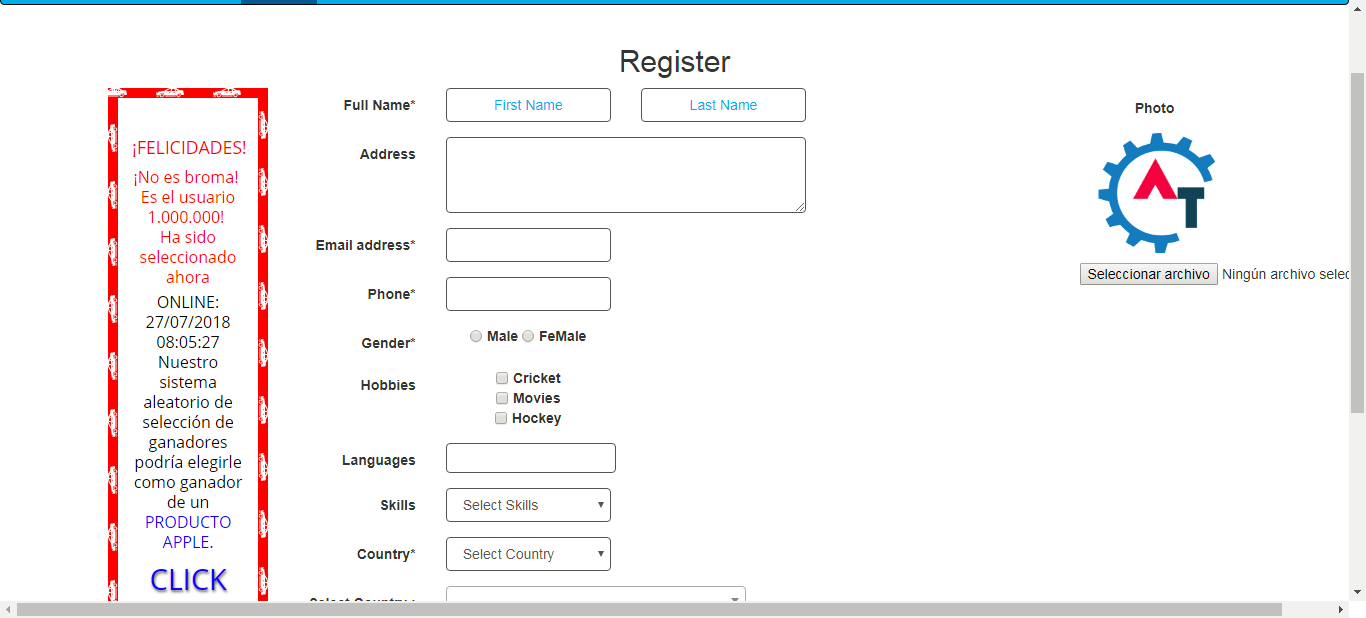 Register
¡FELICIDADES!
¡No es broma!
Es el usuario
1.000.000!
Ha sido
seleccionado
ahora
ONLINE:
27/07/2018
08:05:27
Nuestro
sistema
aleatorio de
selección de
ganadores
podría elegirle
como ganador
de un
PRODUCTO
APPLE.
CLICK
Full Name* First Name Last Name
Address
Email address*
Phone*
Gender* Male FeMale
Hobbies Cricket
Movies
Hockey
Languages
Skills Select Skills
Country* Select Country
Select Country :
Photo
AT
Seleccionar archivo Ningún archivo selec